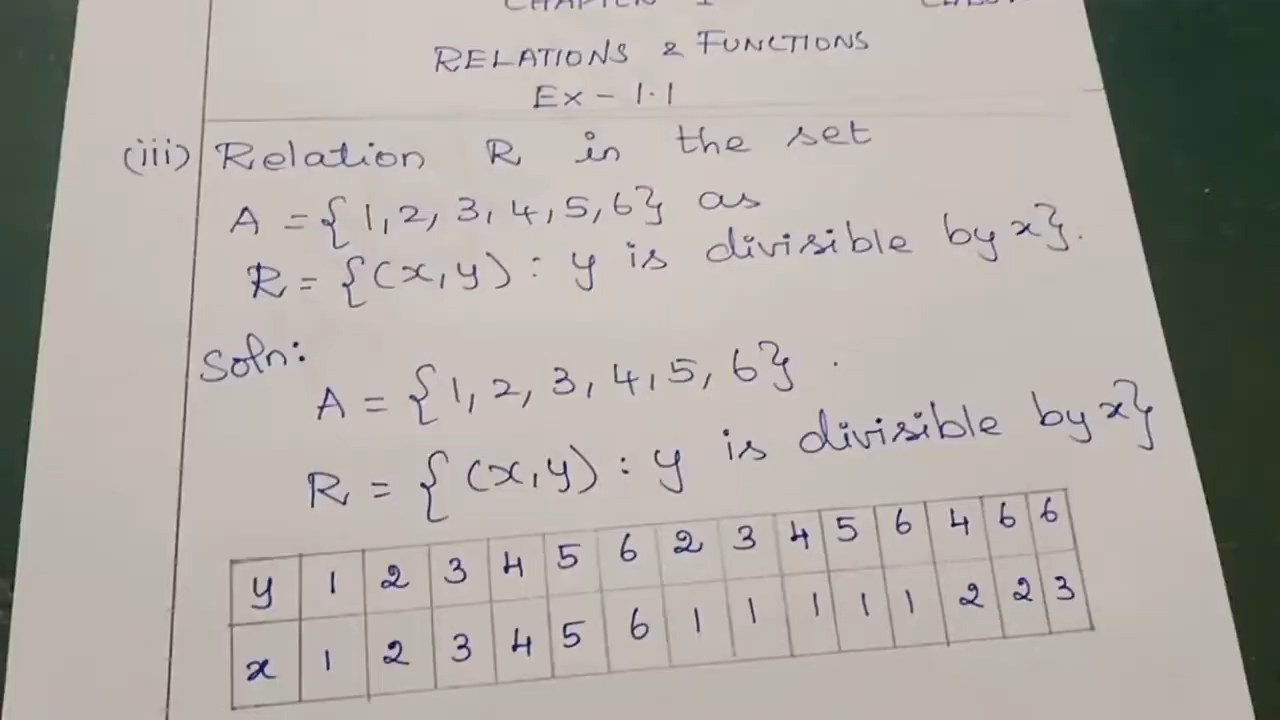 RELATIONS & FUNCTIONS
Ex - 1.1
(iii) Relation R in the set
A = {1, 2, 3, 4, 5, 6} as
R = {(x, y) : y is divisible by x}.
Soln:
A = {1, 2, 3, 4, 5, 6}.
R = {(x, y) : y is divisible by x}
y 1 2 3 4 5 6 2 3 4 5 6 4 6 6
x 1 2 3 4 5 6 1 1 1 1 1 2 2 3